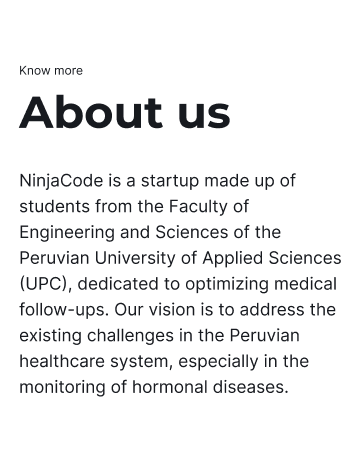 Know more
About us
NinjaCode is a startup made up of
students from the Faculty of
Engineering and Sciences of the
Peruvian University of Applied Sciences
(UPC), dedicated to optimizing medical
follow-ups. Our vision is to address the
existing challenges in the Peruvian
healthcare system, especially in the
monitoring of hormonal diseases.